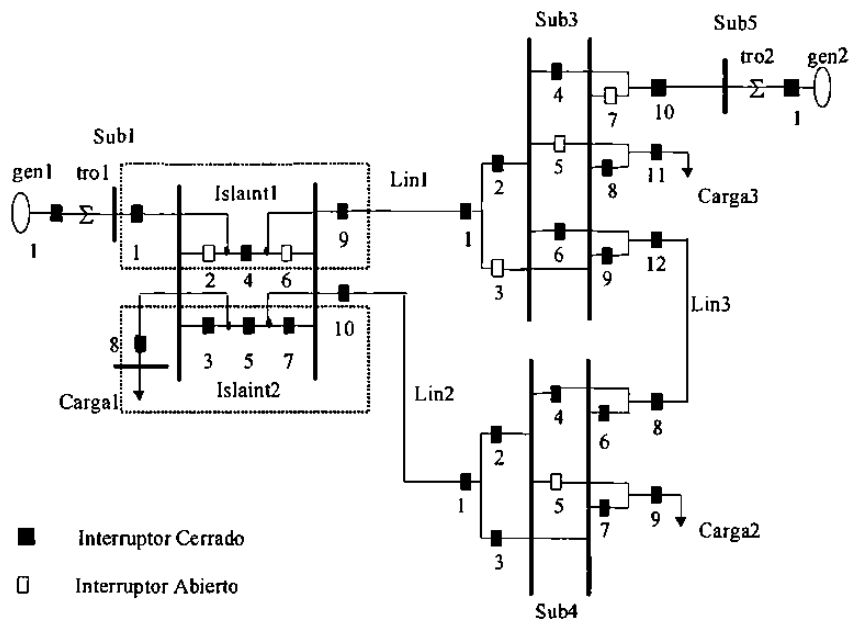 Sub3
Sub5
tro2
gen2
4
7
10
1
Sub1
gen1
tro1
Islaint1
Lin1
2
5
8
11
Carga3
1
1
9
1
6
12
2
4
6
3
9
10
Lin3
8
3
5
7
Carga1
Islaint2
Lin2
4
6
8
2
1
5
7
9
Carga2
3
Interruptor Cerrado
Interruptor Abierto
Sub4